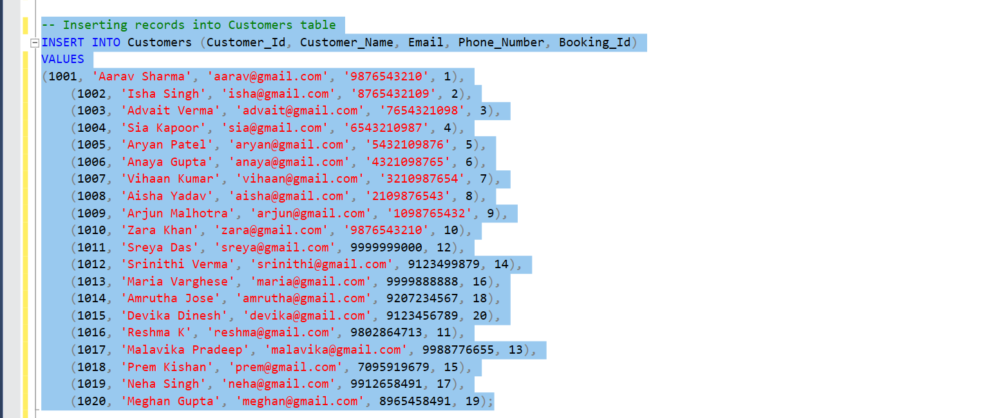 -- Inserting records into Customers table
INSERT INTO Customers (Customer_Id, Customer_Name, Email, Phone_Number, Booking_Id)
VALUES
(1001, 'Aarav Sharma', 'aarav@gmail.com', '9876543210', 1),
(1002, 'Isha Singh', 'isha@gmail.com', '8765432109', 2),
(1003, 'Advait Verma', 'advait@gmail.com', '7654321098', 3),
(1004, 'Sia Kapoor', 'sia@gmail.com', '6543210987', 4),
(1005, 'Aryan Patel', 'aryan@gmail.com', '5432109876', 5),
(1006, 'Anaya Gupta', 'anaya@gmail.com', '4321098765', 6),
(1007, 'Vihaan Kumar', 'vihaan@gmail.com', '3210987654', 7),
(1008, 'Aisha Yadav', 'aisha@gmail.com', '2109876543', 8),
(1009, 'Arjun Malhotra', 'arjun@gmail.com', '1098765432', 9),
(1010, 'Zara Khan', 'zara@gmail.com', '9876543210', 10),
(1011, 'Sreya Das', 'sreya@gmail.com', 9999999000, 12),
(1012, 'Srinithi Verma', 'srinithi@gmail.com', 9123499879, 14),
(1013, 'Maria Varghese', 'maria@gmail.com', 9999888888, 16),
(1014, 'Amrutha Jose', 'amrutha@gmail.com', 9207234567, 18),
(1015, 'Devika Dinesh', 'devika@gmail.com', 9123456789, 20),
(1016, 'Reshma K', 'reshma@gmail.com', 9802864713, 11),
(1017, 'Malavika Pradeep', 'malavika@gmail.com', 9988776655, 13),
(1018, 'Prem Kishan', 'prem@gmail.com', 7095919679, 15),
(1019, 'Neha Singh', 'neha@gmail.com', 9912658491, 17),
(1020, 'Meghan Gupta', 'meghan@gmail.com', 8965458491, 19);